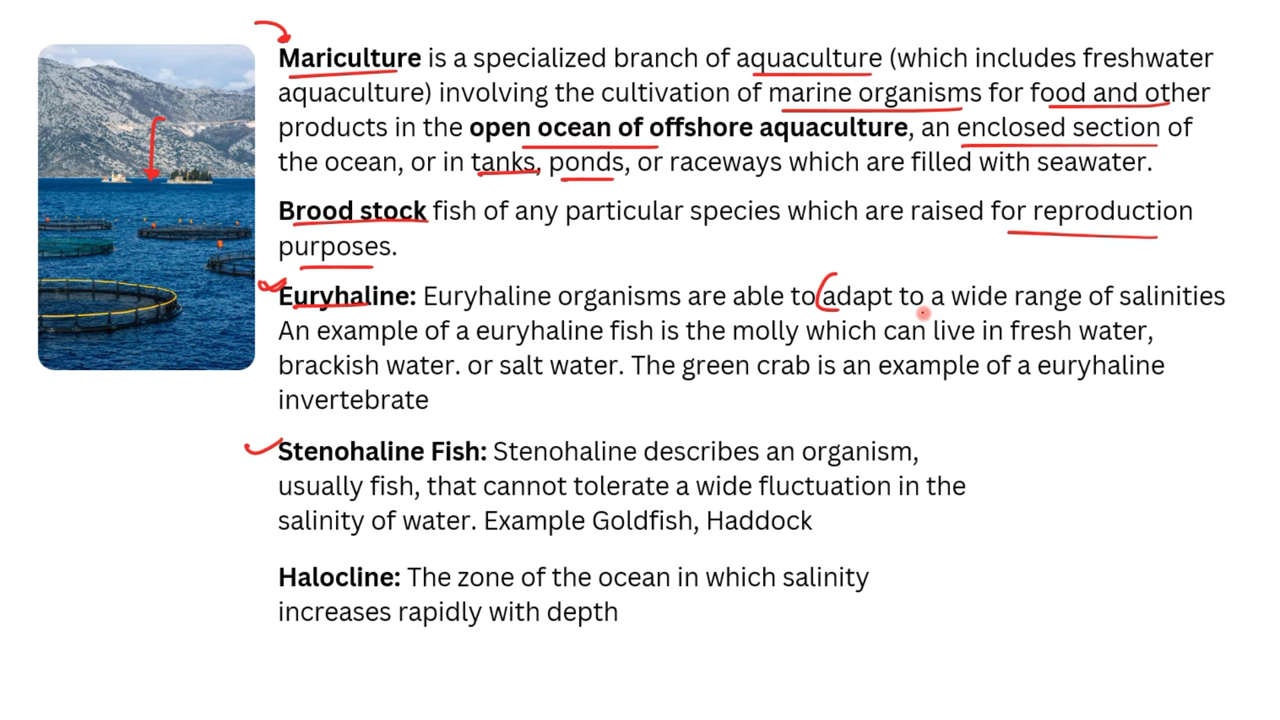 Mariculture is a specialized branch of aquaculture (which includes freshwater
aquaculture) involving the cultivation of marine organisms for food and other
products in the open ocean of offshore aquaculture, an enclosed section of
the ocean, or in tanks, ponds, or raceways which are filled with seawater.
Brood stock fish of any particular species which are raised for reproduction
purposes.
Euryhaline: Euryhaline organisms are able to adapt to a wide range of salinities
An example of a euryhaline fish is the molly which can live in fresh water,
brackish water. or salt water. The green crab is an example of a euryhaline
invertebrate
Stenohaline Fish: Stenohaline describes an organism,
usually fish, that cannot tolerate a wide fluctuation in the
salinity of water. Example Goldfish, Haddock
Halocline: The zone of the ocean in which salinity
increases rapidly with depth